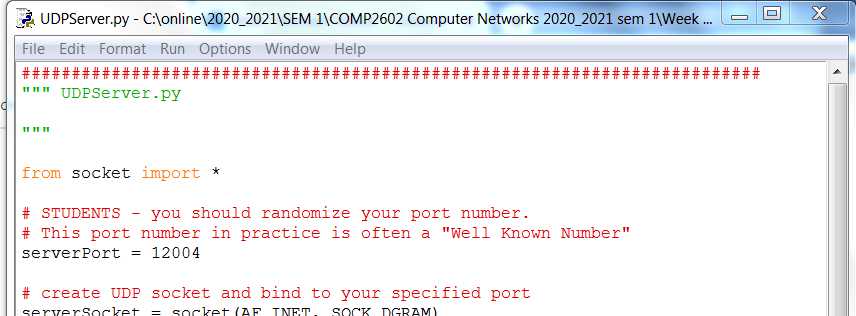 UDPServer.py - C:\online\2020_2021\SEM 1\COMP2602 Computer Networks 2020_2021 sem 1\Week ...
File Edit Format Run Options Window Help
##########################################################################
""" UDPServer.py
"""
from socket import *
# STUDENTS - you should randomize your port number.
# This port number in practice is often a "Well Known Number"
serverPort = 12004
# create UDP socket and bind to your specified port
serverSocket = socket(AF_INET, SOCK_DGRAM)